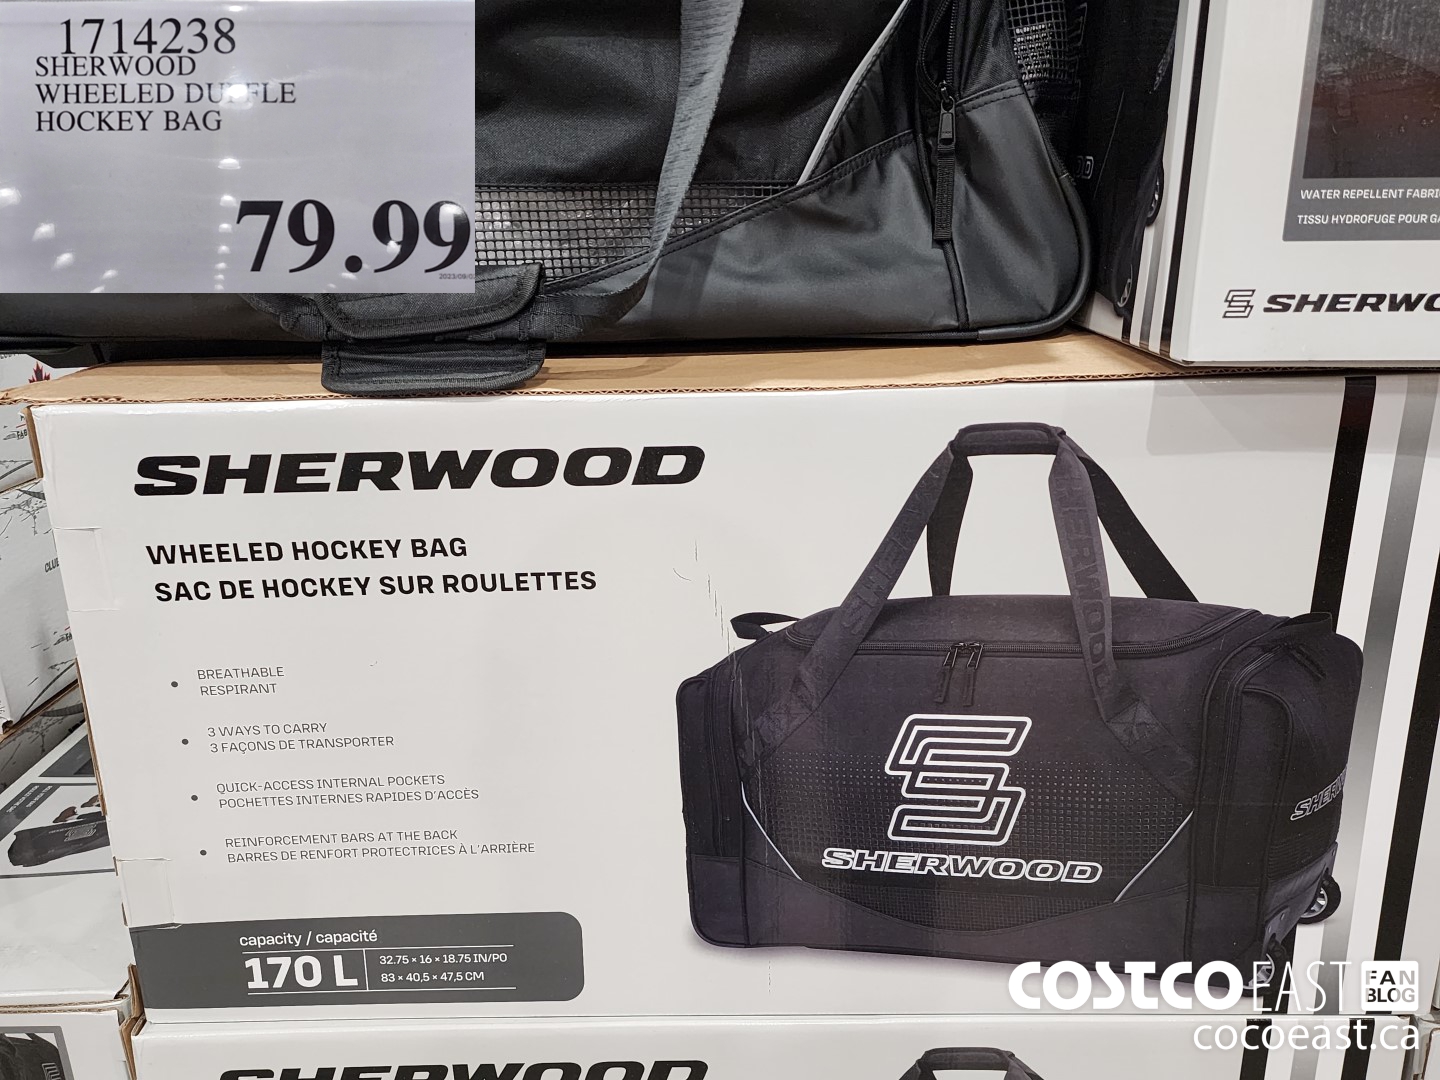 1714238
SHERWOOD
WHEELED DUFFLE
HOCKEY BAG
79.99
WATER REPELLENT
TISSU HYDROFUGE POUR
SHERWOOD
WHEELED HOCKEY BAG
SAC DE HOCKEY SUR ROULETTES
BREATHABLE
RESPIRANT
3 WAYS TO CARRY
3 FAÇONS DE TRANSPORTER
QUICK-ACCESS INTERNAL POCKETS
POCHETTES INTERNES RAPIDES D'ACCÈS
REINFORCEMENT BARS AT THE BACK
BARRES DE RENFORT PROTECTRICES À L'ARRIÈRE
capacity / capacité
170 L
32.75 × 16 × 18.75 IN/PO
83 × 40,5 × 47,5 CM
SHERWOOD
SHERWOOD
COSTCO EAST FAN BLOG
cocoeast.ca
SHERWOOD